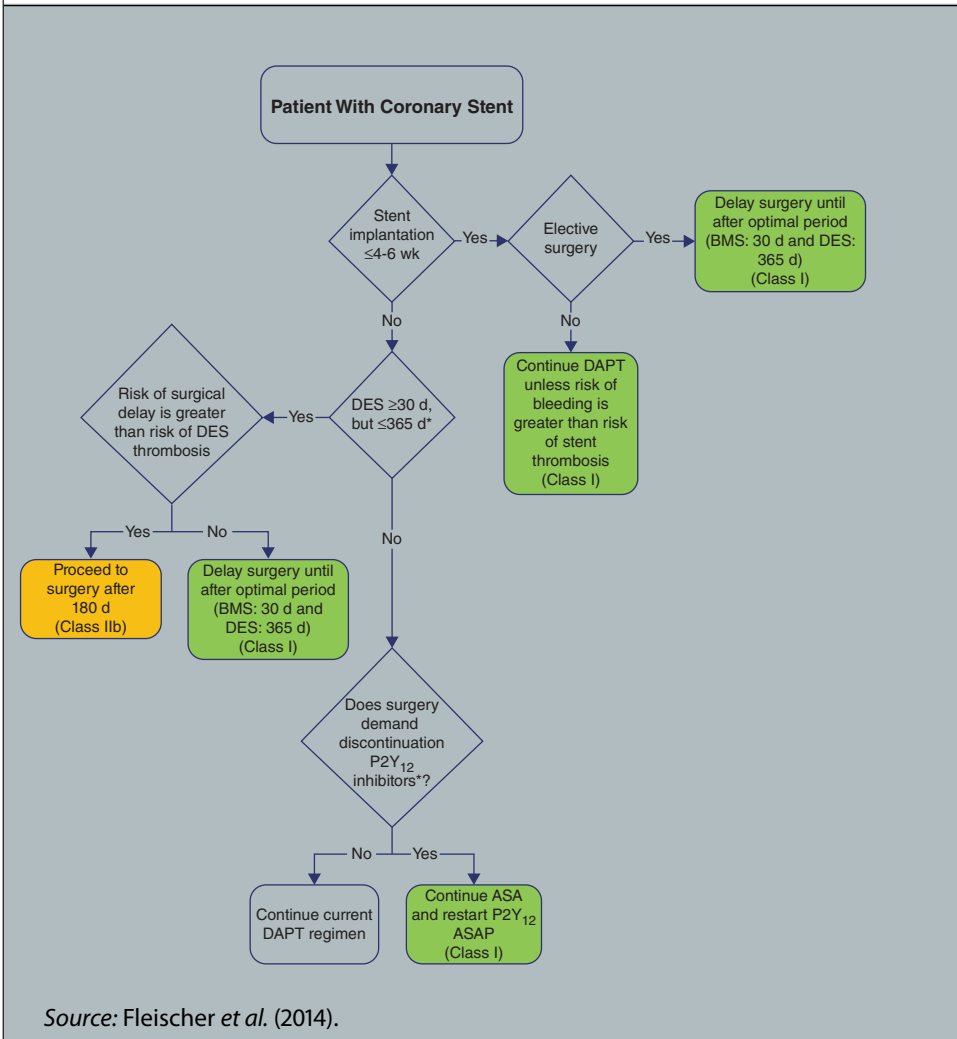 Patient With Coronary Stent
Stent
implantation
≤4-6 wk
Yes
Elective
surgery
Yes
Delay surgery until
after optimal period
(BMS: 30 d and DES:
365 d)
(Class I)
No
No
Continue DAPT
unless risk of
bleeding is
greater than risk
of stent
thrombosis
(Class I)
DES ≥30 d,
but ≤365 d*
Yes
Risk of surgical
delay is greater
than risk of DES
thrombosis
Yes
No
Proceed to
surgery after
180 d
(Class IIb)
Delay surgery until
after optimal period
(BMS: 30 d and
DES: 365 d)
(Class I)
No
Does surgery
demand
discontinuation
P2Y₁₂
inhibitors*?
No
Yes
Continue current
DAPT regimen
Continue ASA
and restart P2Y₁₂
ASAP
(Class I)
Source: Fleischer et al. (2014).